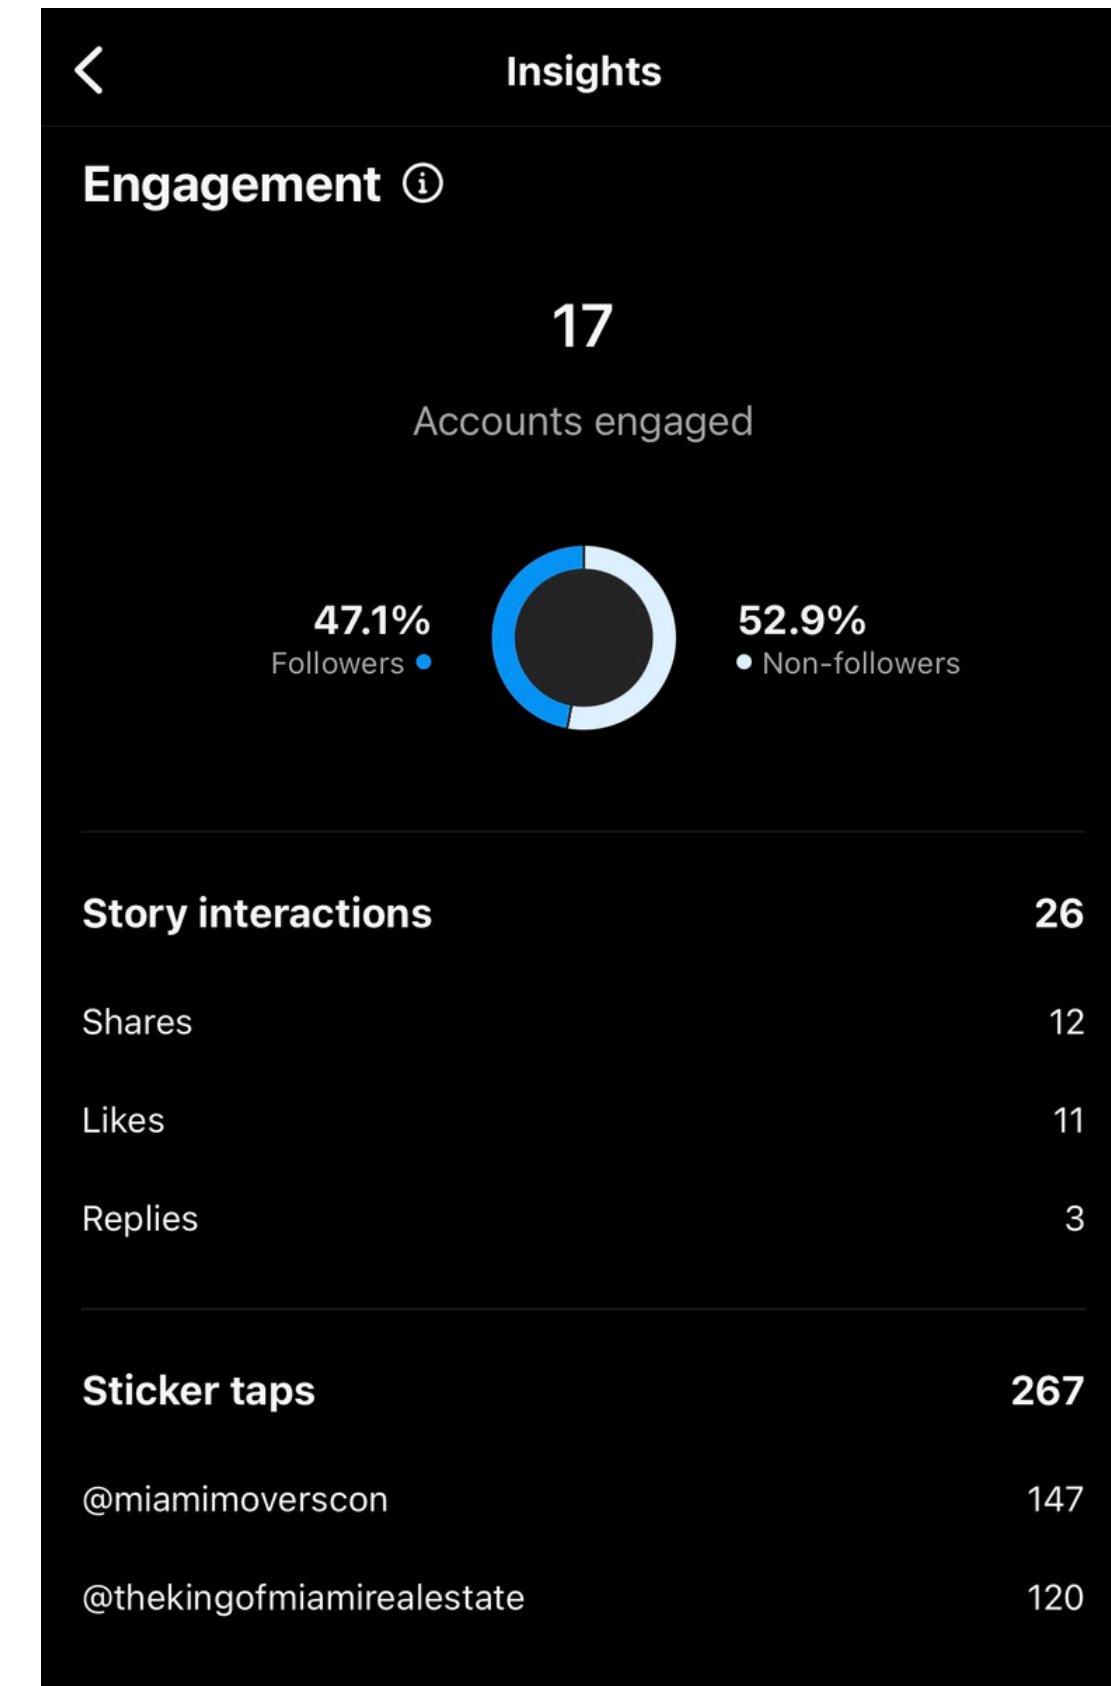 Insights
Engagement
17
Accounts engaged
47.1%
Followers
52.9%
Non-followers
Story interactions 26
Shares 12
Likes 11
Replies 3
Sticker taps 267
@miamimoverscon 147
@thekingofmiamirealestate 120